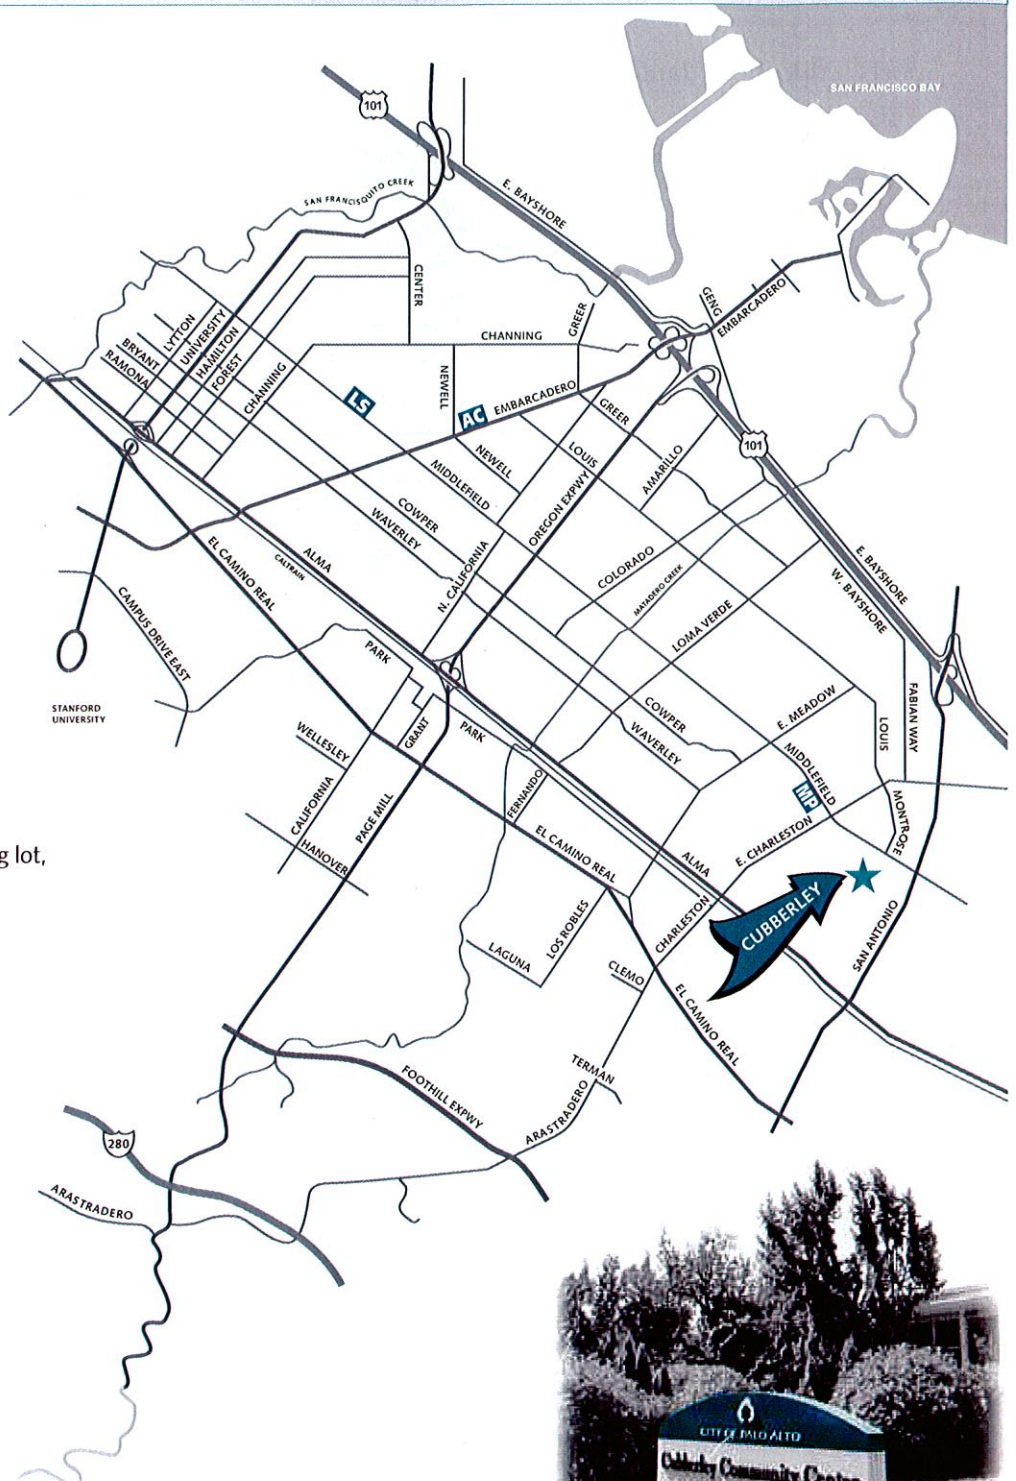 SAN FRANCISCO BAY
101
SAN FRANCISQUITO CREEK
E. BAYSHORE
CENTER
GENG
EMBARCADERO
GREER
CHANNING
LYTTON
UNIVERSITY
HAMILTON
FOREST
BRYANT
RAMONA
CHANNING
NEWELL
LS
AC
EMBARCADERO
GREER
101
NEWELL
LOUIS
AMARILLO
MIDDLEFIELD
OREGON EXPWY
COWPER
WAVERLEY
EL CAMINO REAL
ALMA
CALTRAIN
N. CALIFORNIA
COLORADO
MATADERO CREEK
E. BAYSHORE
W. BAYSHORE
CAMPUS DRIVE EAST
LOMA VERDE
PARK
STANFORD
UNIVERSITY
WELLESLEY
GRANT
PARK
COWPER
WAVERLEY
E. MEADOW
LOUIS
FABIAN WAY
MIDDLEFIELD
MP
CALIFORNIA
PAGE MILL
FERNANDO
HANOVER
EL CAMINO REAL
MONTROSE
E. CHARLESTON
ALMA
g lot,
CUBBERLEY
LOS ROBLES
CHARLESTON
LAGUNA
CLEMO
SAN ANTONIO
EL CAMINO REAL
FOOTHILL EXPWY
TERMAN
ARASTRADERO
280
ARASTRADERO
CITY OF PALO ALTO
Cubberley Community Cente